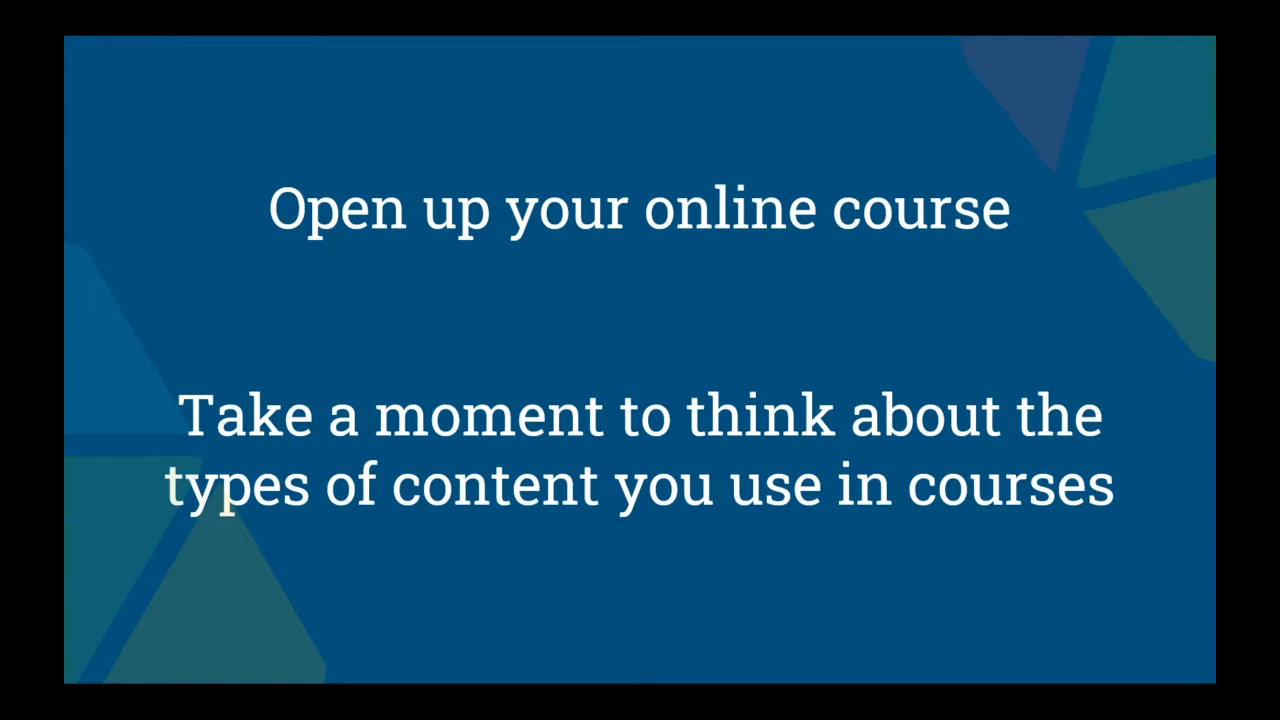 Open up your online course
Take a moment to think about the
types of content you use in courses